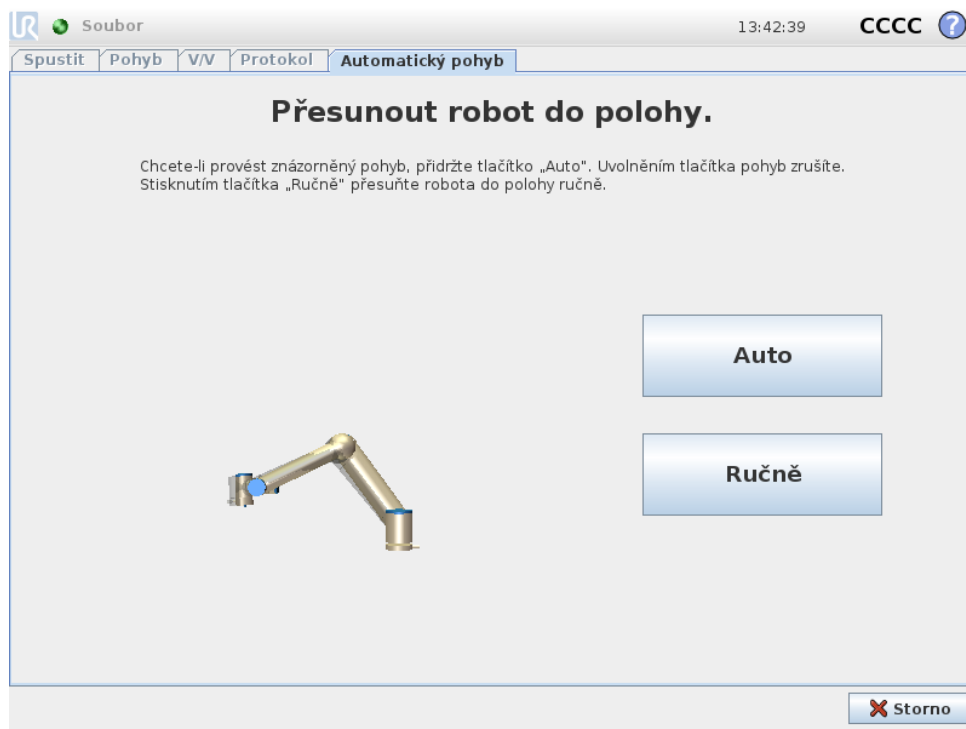 UR Soubor 13:42:39 CCCC ?
Spustit Pohyb V/V Protokol Automatický pohyb
Přesunout robot do polohy.
Chcete-li provést znázorněný pohyb, přidržte tlačítko „Auto". Uvolněním tlačítka pohyb zrušíte.
Stisknutím tlačítka „Ručně" přesuňte robota do polohy ručně.
Auto
Ručně
Storno